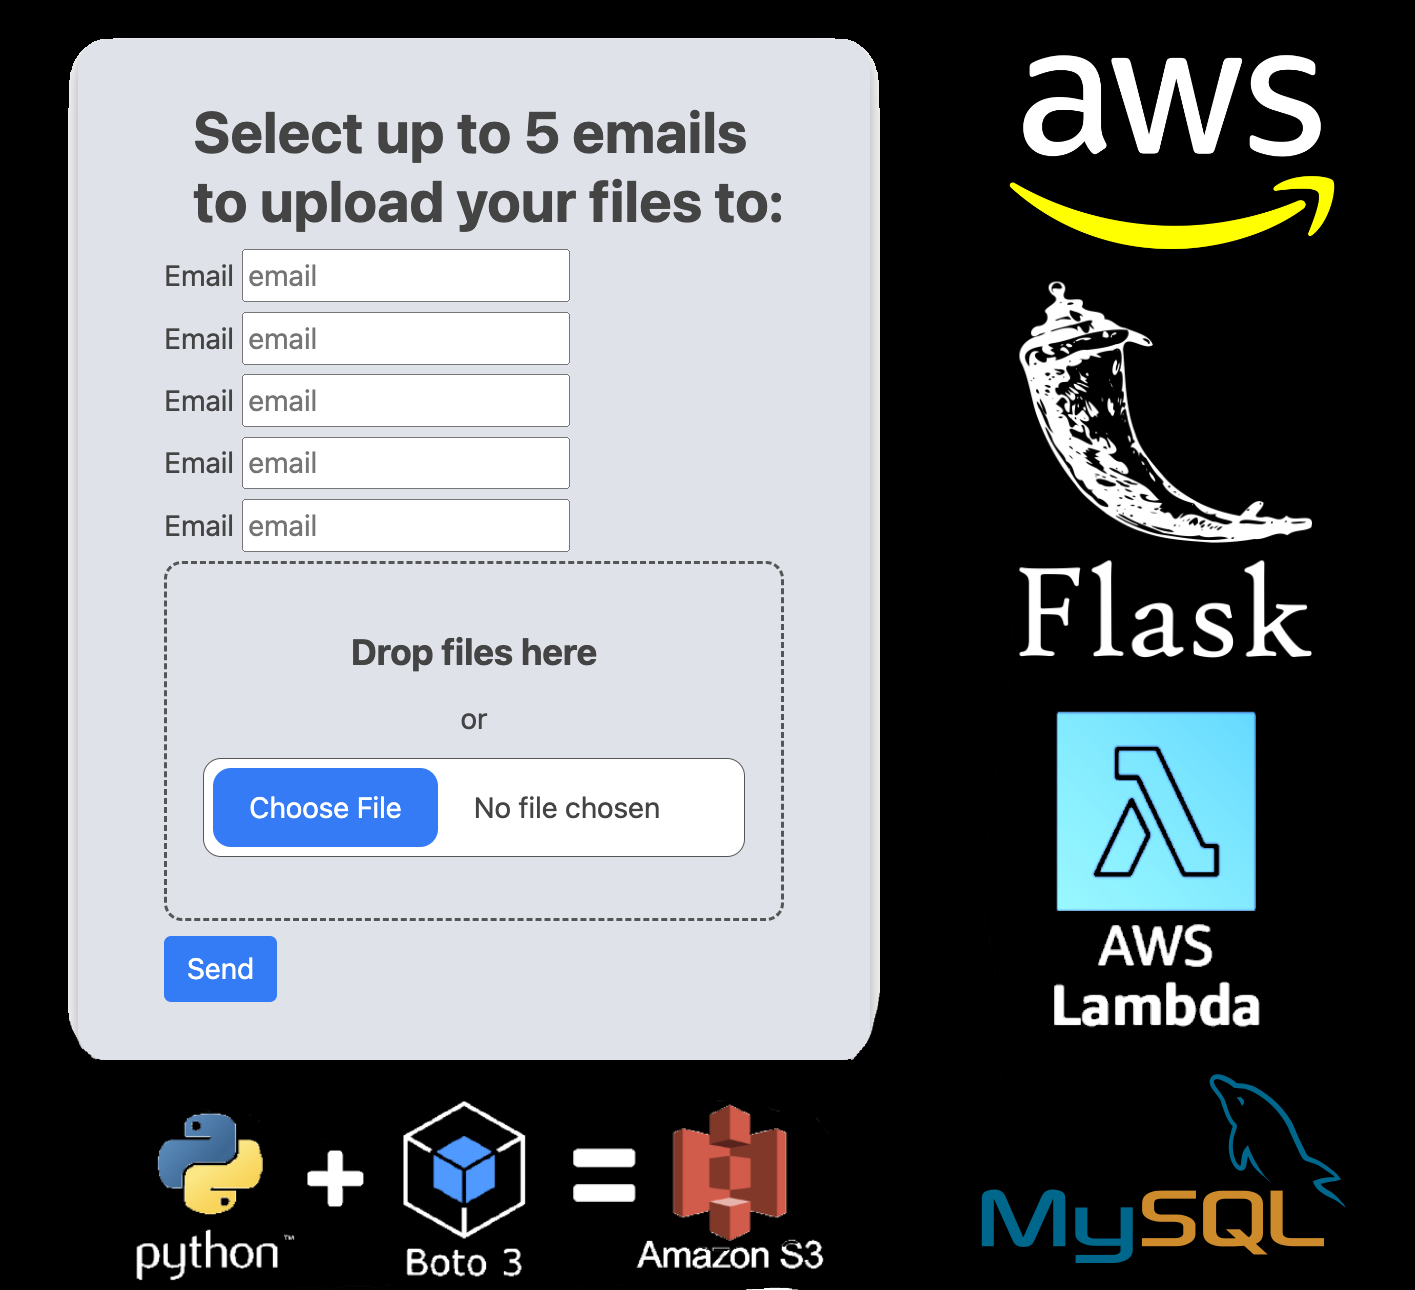 Select up to 5 emails
to upload your files to:
Email email
Email email
Email email
Email email
Email email
Drop files here
or
Choose File No file chosen
Send
aws
Flask
AWS
Lambda
python™
+
Boto 3
=
Amazon S3
MySQL